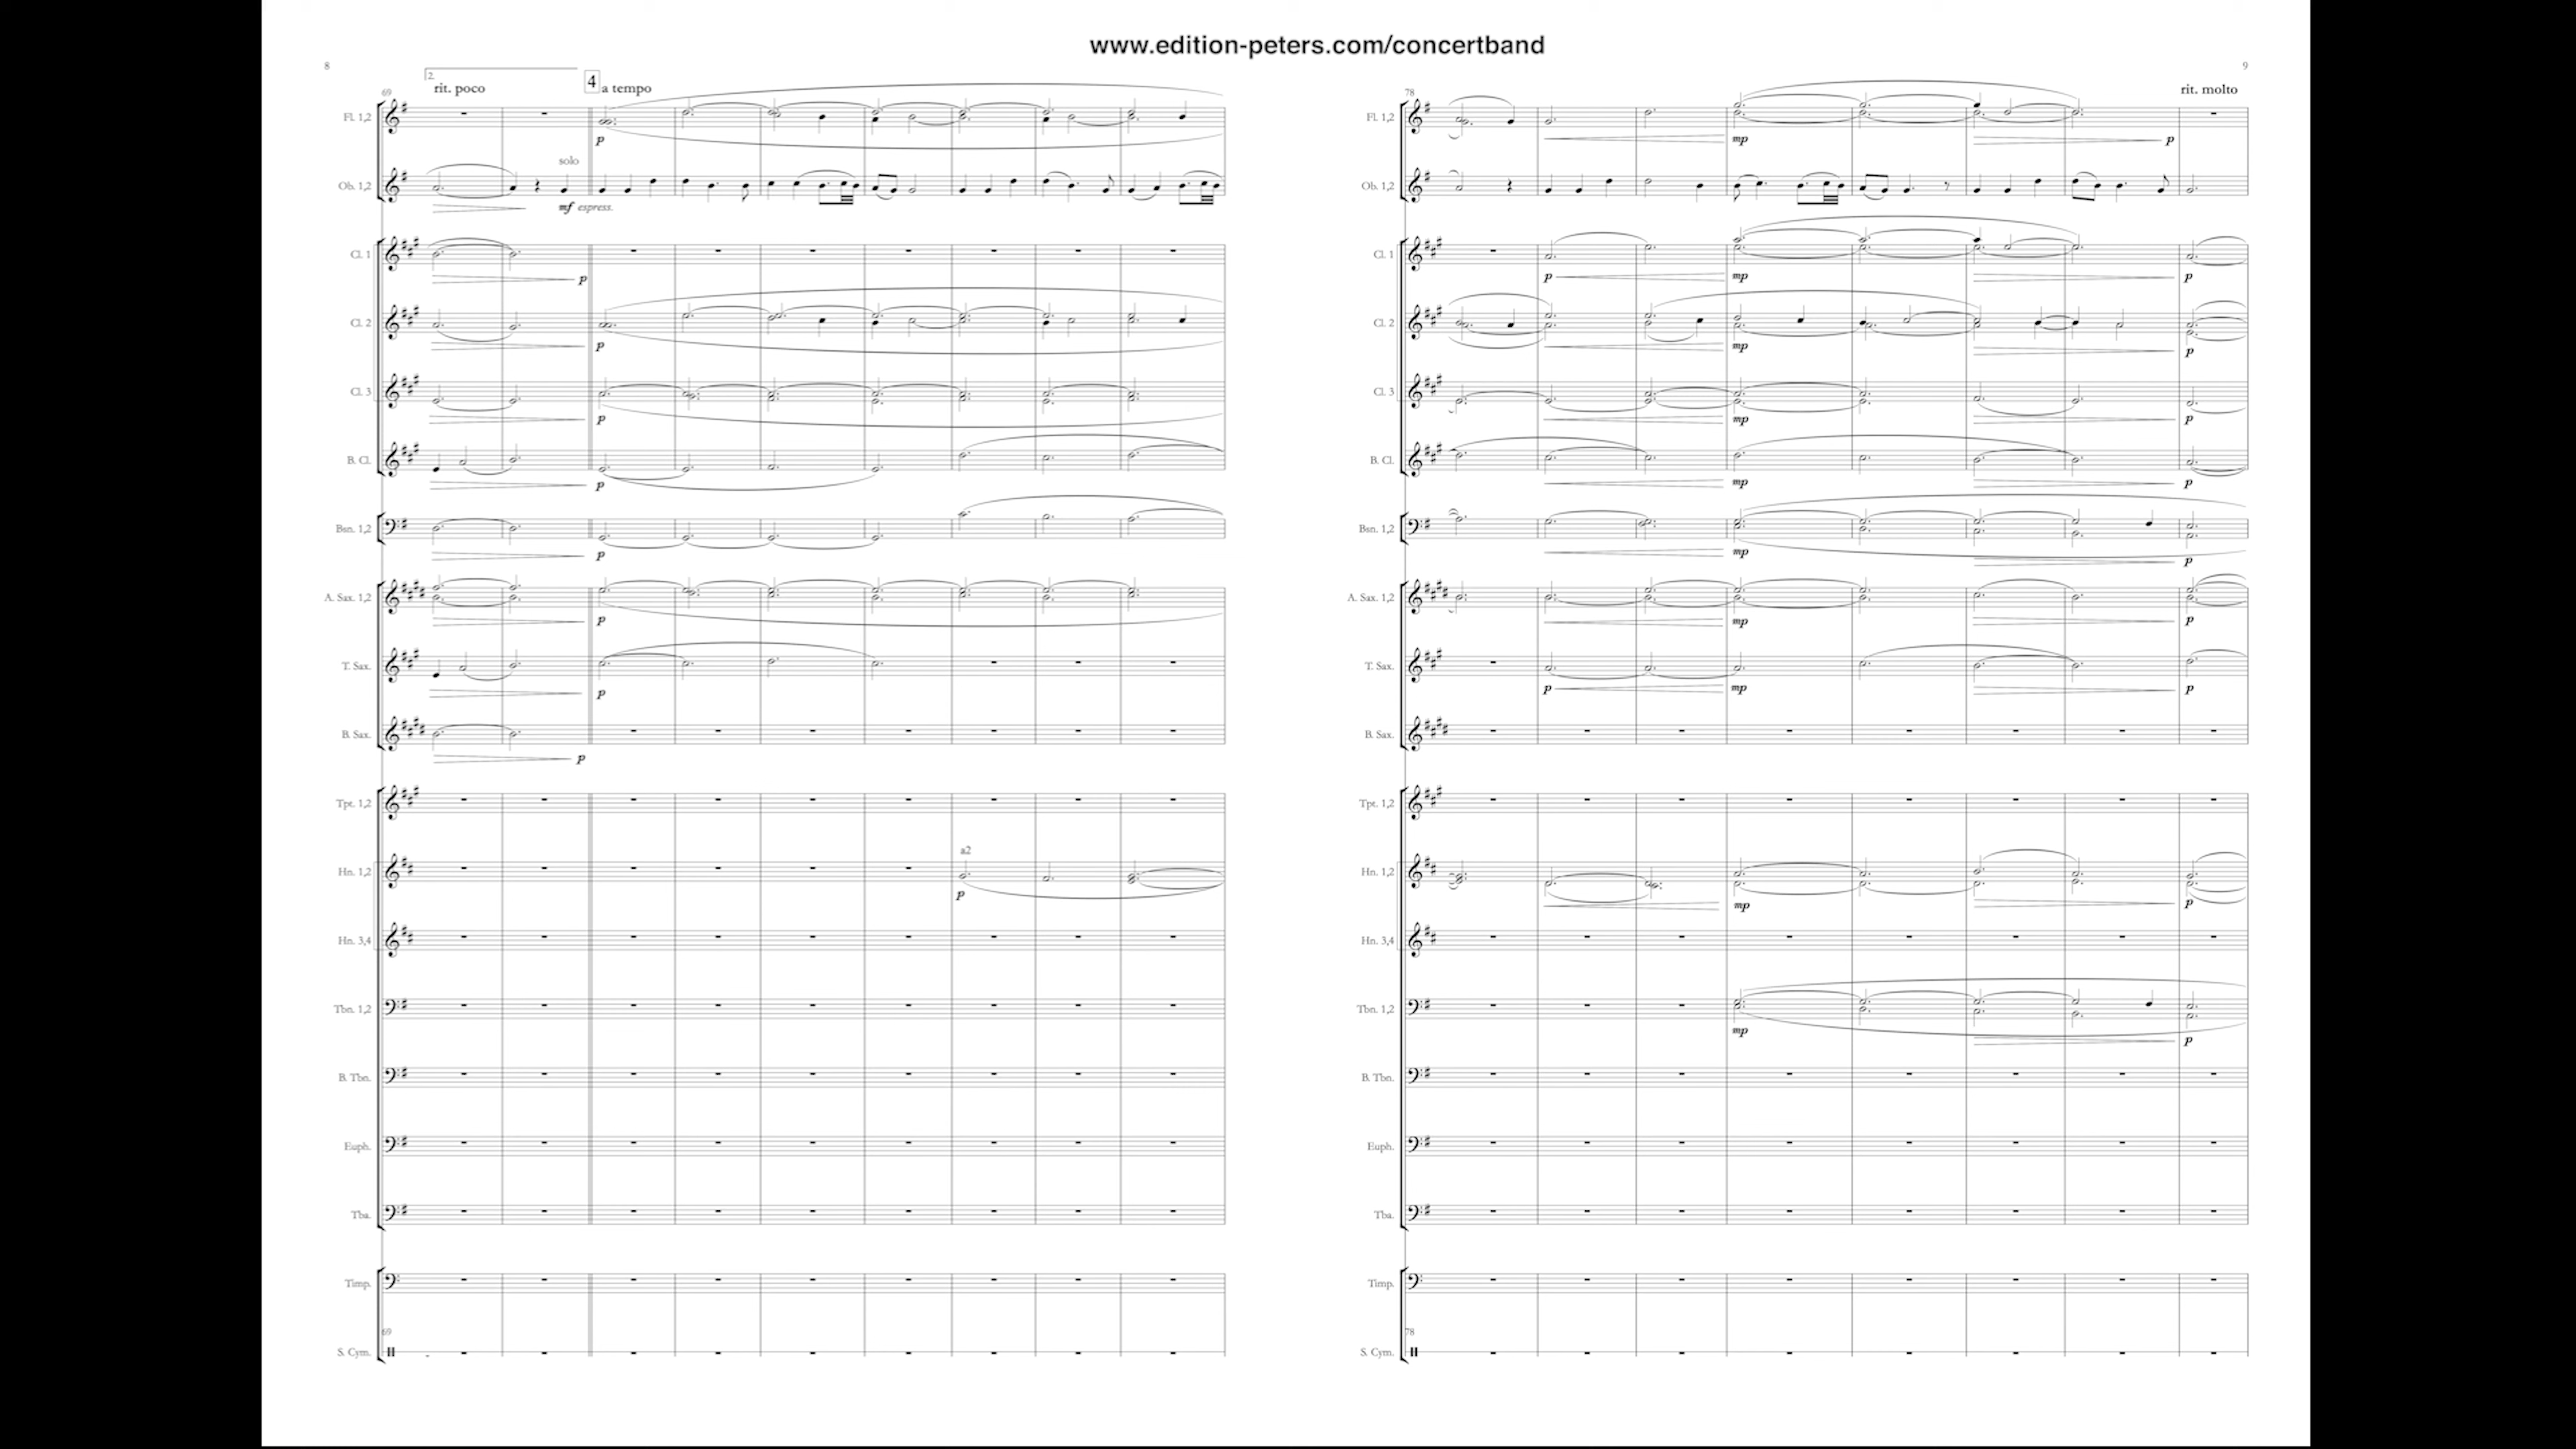 www.edition-peters.com/concertband
8
2.
rit. poco
4 a tempo
69
Fl. 1,2
p
solo
Ob. 1,2
mf espress.
Cl. 1
p
Cl. 2
p
Cl. 3
p
B. Cl.
p
Bsn. 1,2
p
A. Sax. 1,2
p
T. Sax.
p
B. Sax.
p
Tpt. 1,2
a2
Hn. 1,2
p
Hn. 3,4
Tbn. 1,2
B. Tbn.
Euph.
Tba.
Timp.
69
S. Cym.
9
rit. molto
78
Fl. 1,2
mp p
Ob. 1,2
Cl. 1
p mp p
Cl. 2
mp p
Cl. 3
mp p
B. Cl.
mp p
Bsn. 1,2
mp p
A. Sax. 1,2
mp p
T. Sax.
p mp p
B. Sax.
Tpt. 1,2
Hn. 1,2
mp p
Hn. 3,4
Tbn. 1,2
mp p
B. Tbn.
Euph.
Tba.
Timp.
78
S. Cym.